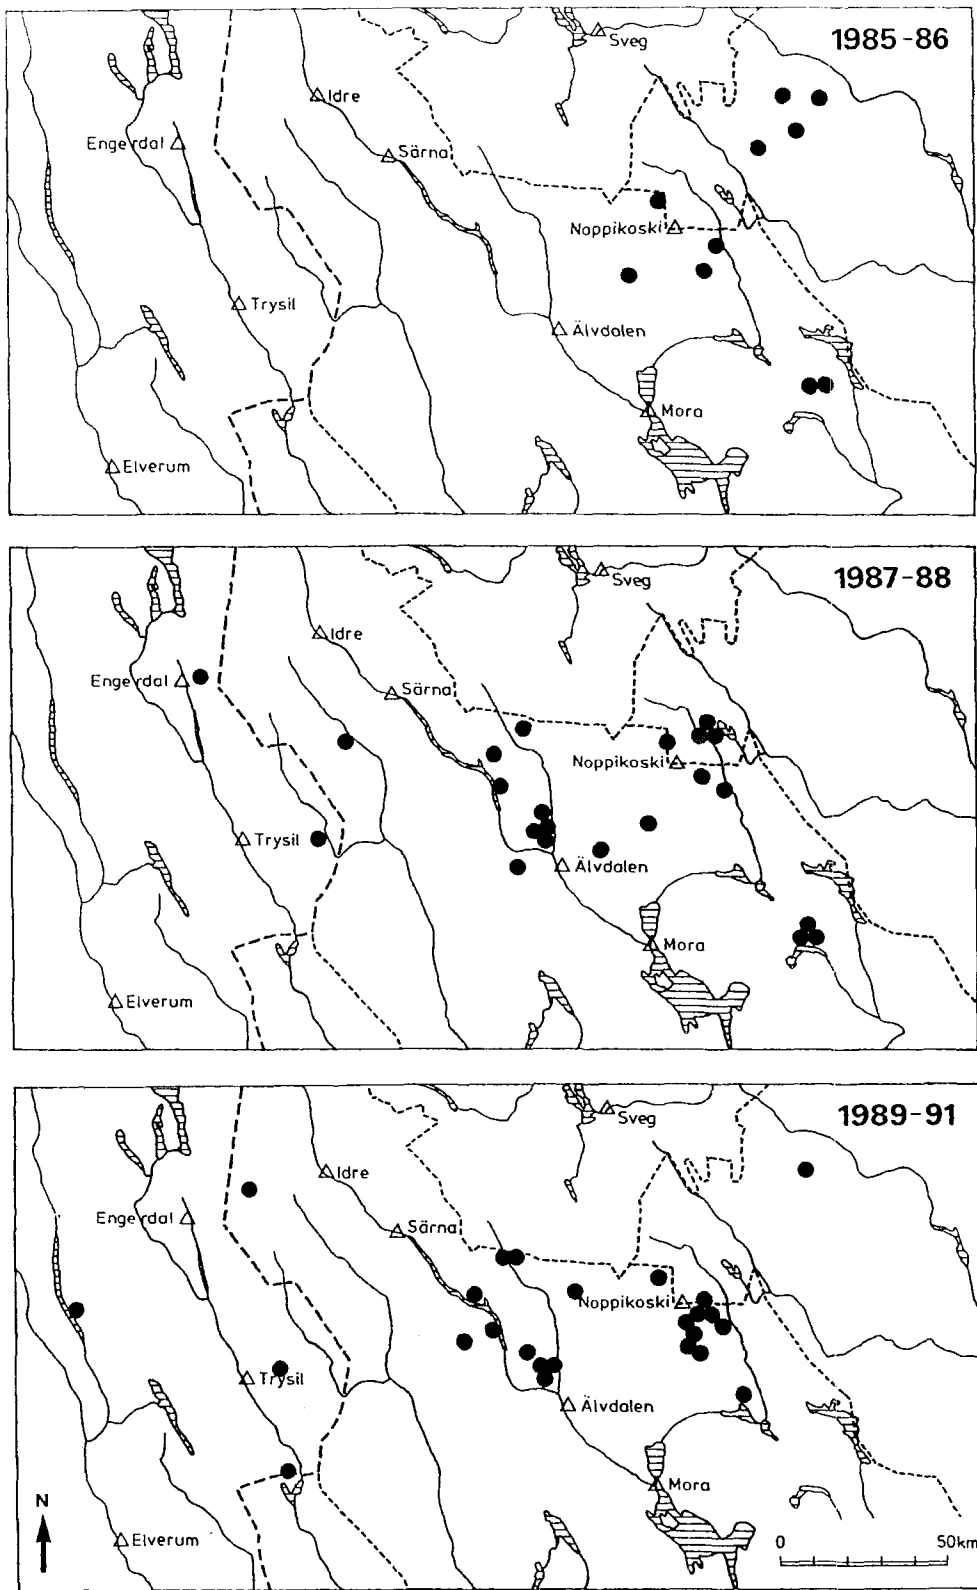 1985-86
Sveg
Idre
Engerdal
Särna
Noppikoski
Trysil
Älvdalen
Mora
Elverum
1987-88
Sveg
Idre
Engerdal
Särna
Noppikoski
Trysil
Älvdalen
Mora
Elverum
1989-91
Sveg
Idre
Engerdal
Särna
Noppikoski
Trysil
Älvdalen
Mora
N
Elverum
0 50km